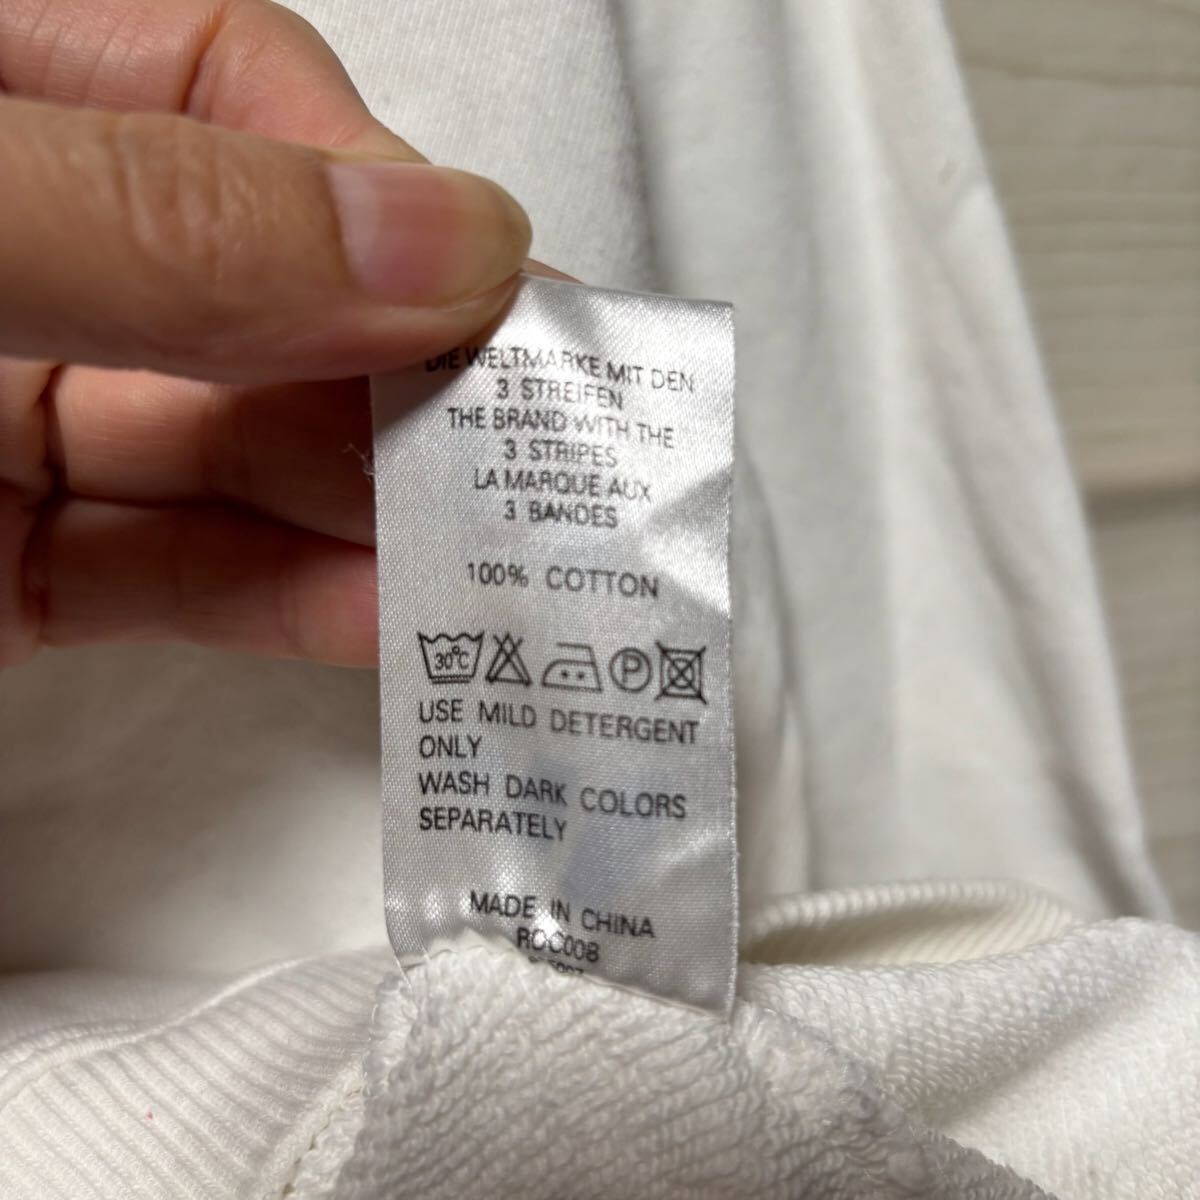 DIE WELTMARKE MIT DEN
3 STREIFEN
THE BRAND WITH THE
3 STRIPES
LA MARQUE AUX
3 BANDES
100% COTTON
30°C P
USE MILD DETERGENT
ONLY
WASH DARK COLORS
SEPARATELY
MADE IN CHINA
ROC008